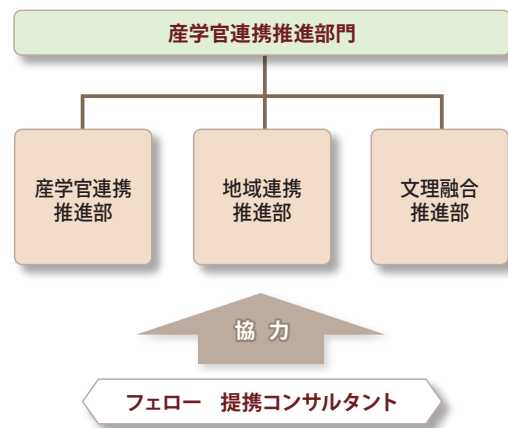 産学官連携推進部門
産学官連携
推進部
地域連携
推進部
文理融合
推進部
協 力
フェロー　提携コンサルタント